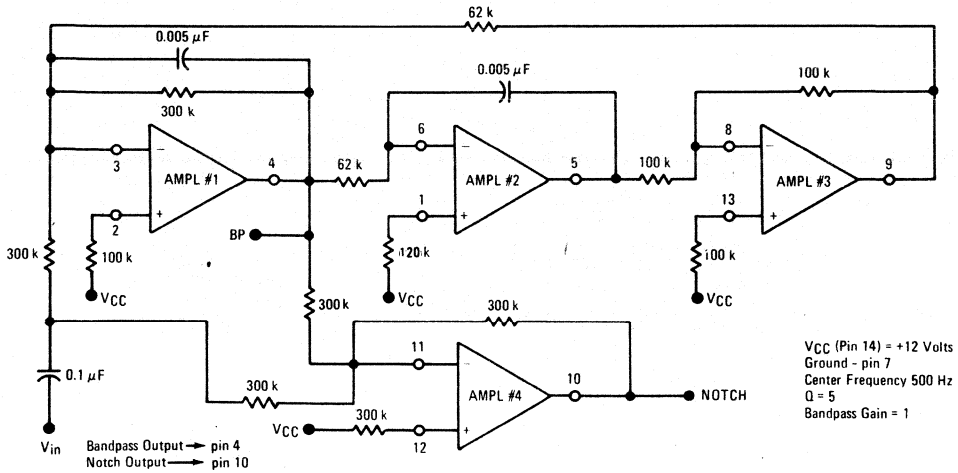 62 k
0.005 μF
0.005 μF
100 k
300 k
3
−
AMPL #1
4
62 k
6
−
AMPL #2
5
100 k
8
−
AMPL #3
9
2
+
1
+
13
+
BP
300 k
100 k
120k
100 k
VCC
VCC
VCC
300 k
300 k
0.1 μF
300 k
11
−
AMPL #4
10
NOTCH
300 k
VCC
12
+
Vin
Bandpass Output → pin 4
Notch Output → pin 10
VCC (Pin 14) = +12 Volts
Ground - pin 7
Center Frequency 500 Hz
Q = 5
Bandpass Gain = 1